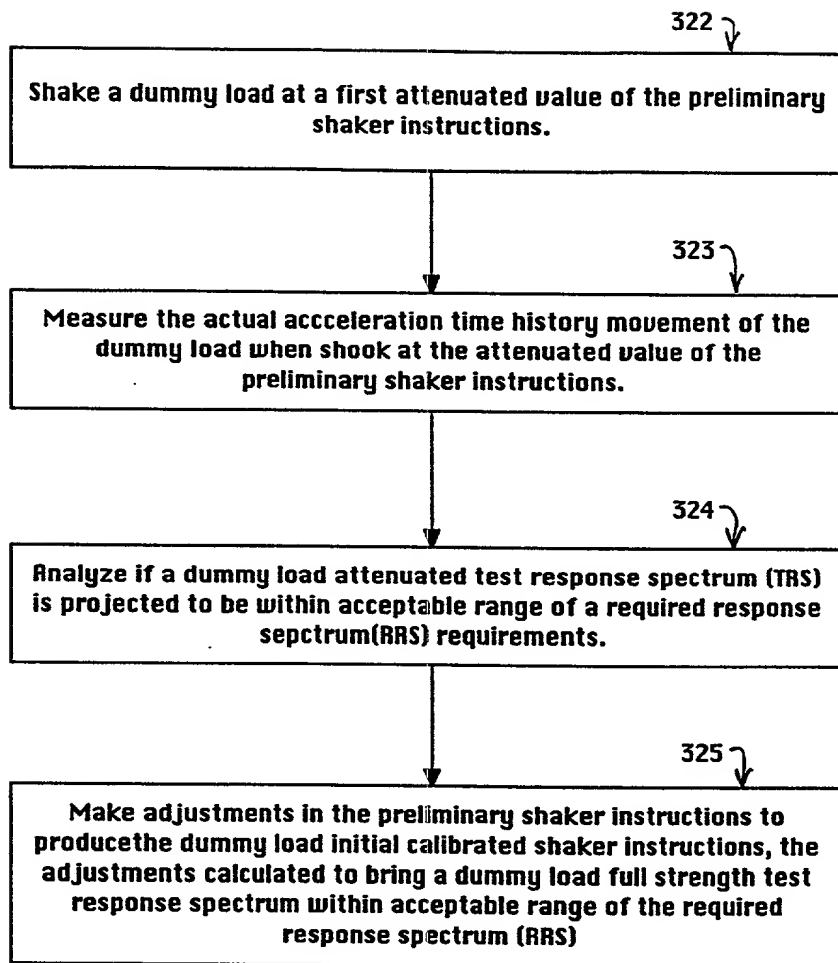 322
Shake a dummy load at a first attenuated value of the preliminary
shaker instructions.
323
Measure the actual accceleration time history movement of the
dummy load when shook at the attenuated value of the
preliminary shaker instructions.
324
Analyze if a dummy load attenuated test response spectrum (TRS)
is projected to be within acceptable range of a required response
sepctrum(RRS) requirements.
325
Make adjustments in the preliminary shaker instructions to
producethe dummy load initial calibrated shaker instructions, the
adjustments calculated to bring a dummy load full strength test
response spectrum within acceptable range of the required
response spectrum (RRS)